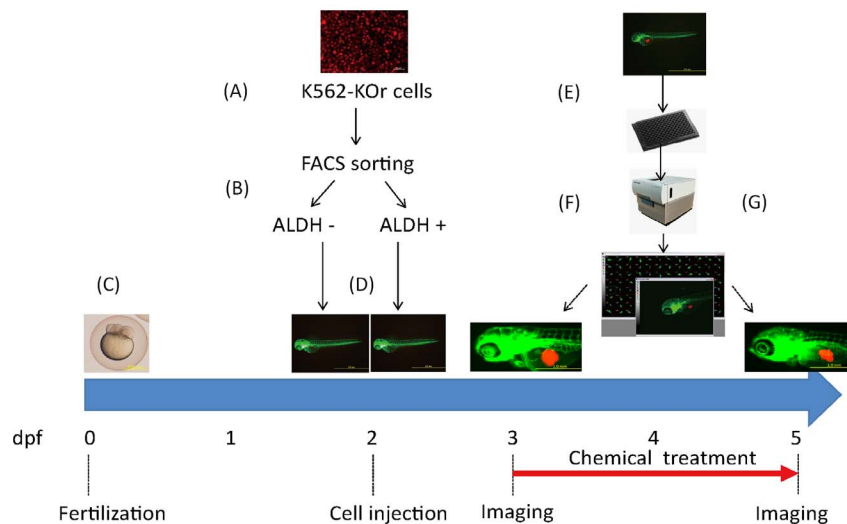 (A)
K562-KOr cells
(E)
FACS sorting
(B)
(F)
(G)
ALDH -
ALDH +
(C)
(D)
dpf
0
1
2
3
4
5
Chemical treatment
Fertilization
Cell injection
Imaging
Imaging